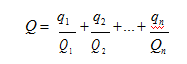 Q = q₁/Q₁ + q₂/Q₂ + ... + qₙ/Qₙ